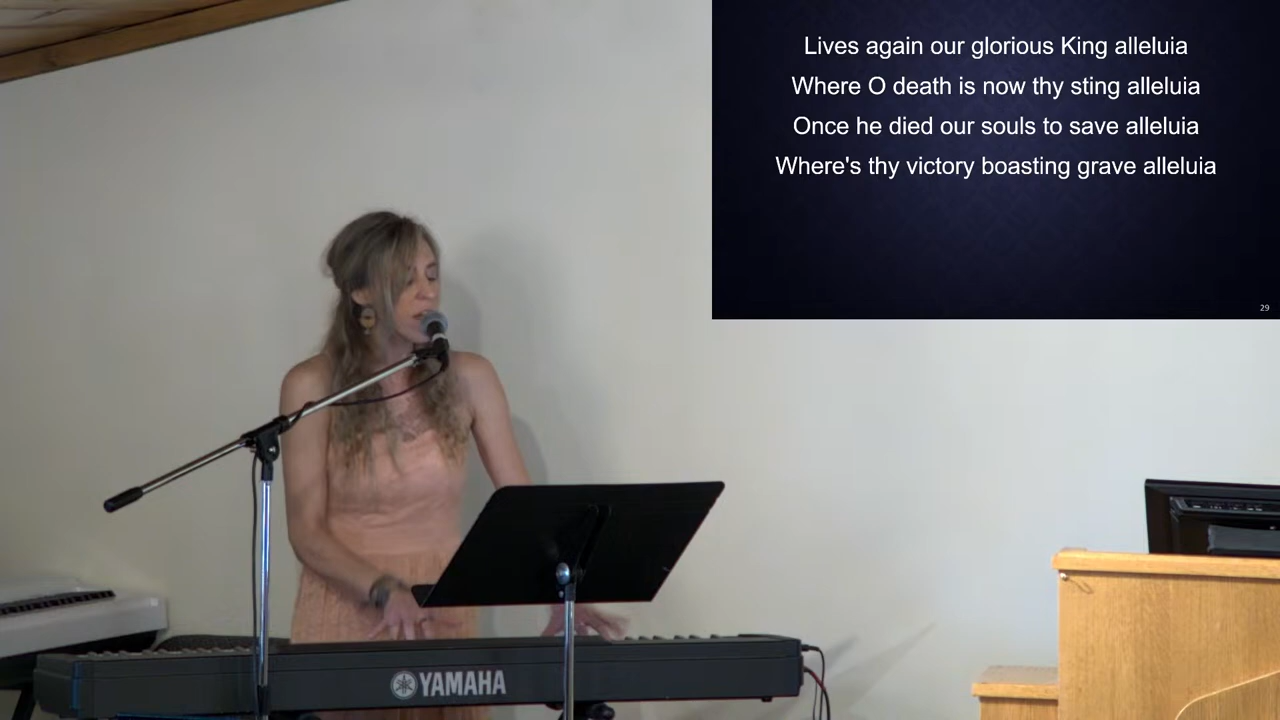 Lives again our glorious King alleluia
Where O death is now thy sting alleluia
Once he died our souls to save alleluia
Where's thy victory boasting grave alleluia
29
YAMAHA